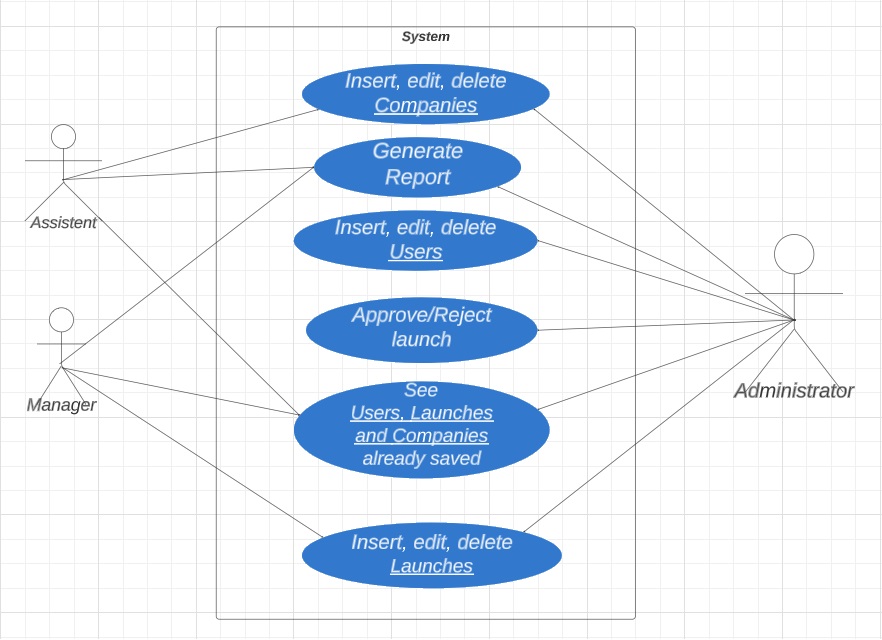 System
Insert, edit, delete
Companies
Generate
Report
Insert, edit, delete
Users
Approve/Reject
launch
See
Users, Launches
and Companies
already saved
Insert, edit, delete
Launches
Assistent
Manager
Administrator